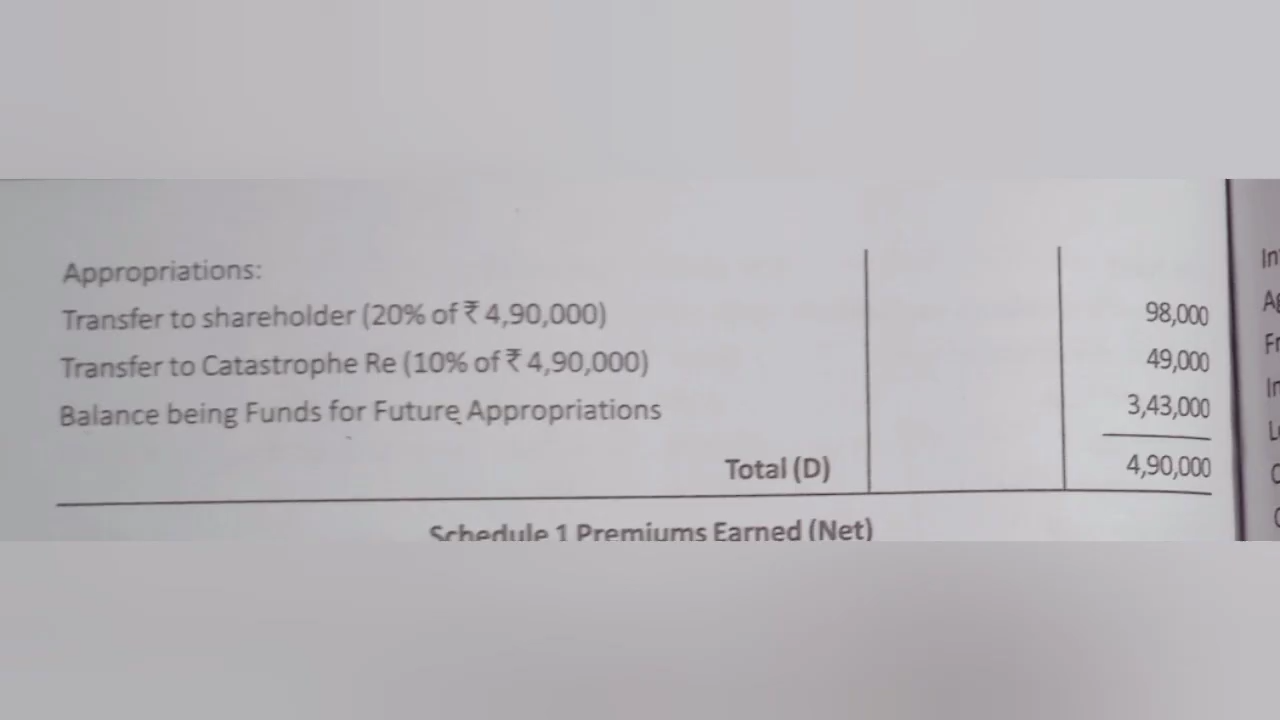 Appropriations:
Transfer to shareholder (20% of ₹ 4,90,000) 98,000
Transfer to Catastrophe Re (10% of ₹ 4,90,000) 49,000
Balance being Funds for Future Appropriations 3,43,000
Total (D) 4,90,000
Schedule 1 Premiums Earned (Net)